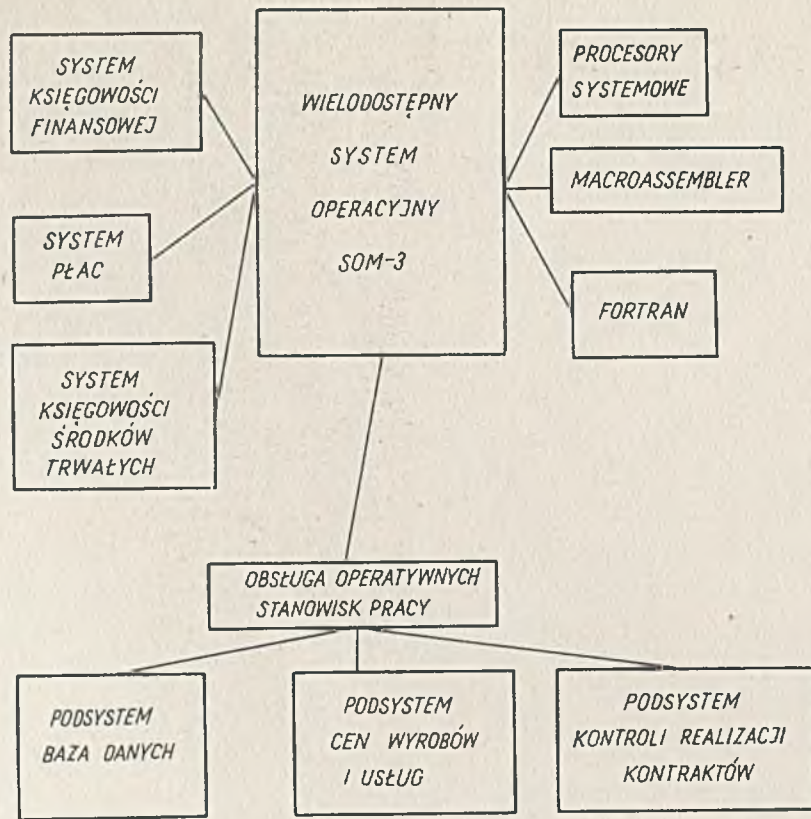 SYSTEM
KSIĘGOWOŚCI
FINANSOWEJ
SYSTEM
PŁAC
SYSTEM
KSIĘGOWOŚCI
ŚRODKÓW
TRWAŁYCH
WIELODOSTĘPNY
SYSTEM
OPERACYJNY
SOM-3
PROCESORY
SYSTEMOWE
MACROASSEMBLER
FORTRAN
OBSŁUGA OPERATYWNYCH
STANOWISK PRACY
PODSYSTEM
BAZA DANYCH
PODSYSTEM
CEN WYROBÓW
I USŁUG
PODSYSTEM
KONTROLI REALIZACJI
KONTRAKTÓW